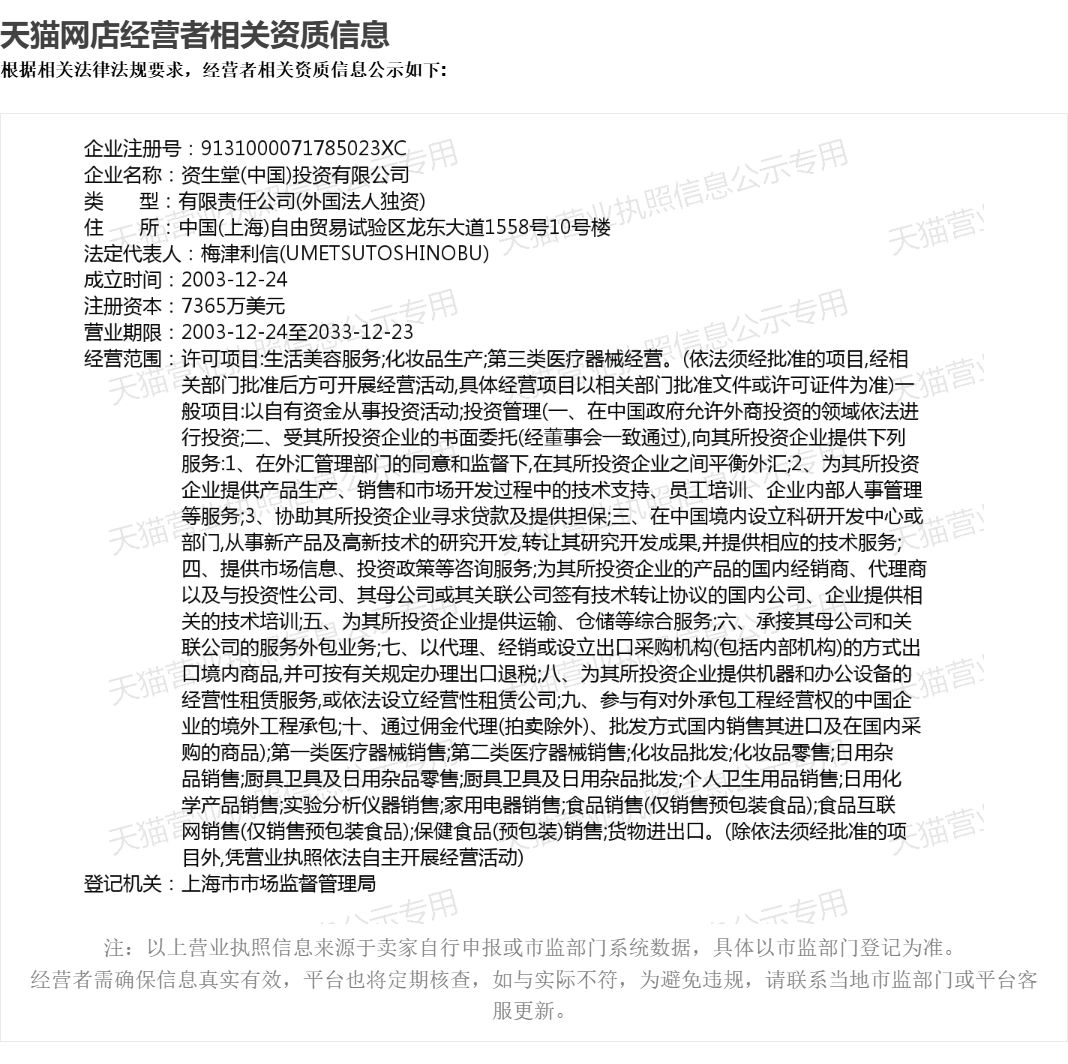 天猫网店经营者相关资质信息
根据相关法律法规要求，经营者相关资质信息公示如下:
企业注册号：9131000071785023XC
企业名称：资生堂(中国)投资有限公司
类 型：有限责任公司(外国法人独资)
住 所：中国(上海)自由贸易试验区龙东大道1558号10号楼
法定代表人：梅津利信(UMETSUTOSHINOBU)
成立时间：2003-12-24
注册资本：7365万美元
营业期限：2003-12-24至2033-12-23
经营范围：许可项目:生活美容服务;化妆品生产;第三类医疗器械经营。(依法须经批准的项目,经相
关部门批准后方可开展经营活动,具体经营项目以相关部门批准文件或许可证件为准)一
般项目:以自有资金从事投资活动;投资管理(一、在中国政府允许外商投资的领域依法进
行投资;二、受其所投资企业的书面委托(经董事会一致通过),向其所投资企业提供下列
服务:1、在外汇管理部门的同意和监督下,在其所投资企业之间平衡外汇;2、为其所投资
企业提供产品生产、销售和市场开发过程中的技术支持、员工培训、企业内部人事管理
等服务;3、协助其所投资企业寻求贷款及提供担保;三、在中国境内设立科研开发中心或
部门,从事新产品及高新技术的研究开发,转让其研究开发成果,并提供相应的技术服务;
四、提供市场信息、投资政策等咨询服务;为其所投资企业的产品的国内经销商、代理商
以及与投资性公司、其母公司或其关联公司签有技术转让协议的国内公司、企业提供相
关的技术培训;五、为其所投资企业提供运输、仓储等综合服务;六、承接其母公司和关
联公司的服务外包业务;七、以代理、经销或设立出口采购机构(包括内部机构)的方式出
口境内商品,并可按有关规定办理出口退税;八、为其所投资企业提供机器和办公设备的
经营性租赁服务,或依法设立经营性租赁公司;九、参与有对外承包工程经营权的中国企
业的境外工程承包;十、通过佣金代理(拍卖除外)、批发方式国内销售其进口及在国内采
购的商品);第一类医疗器械销售;第二类医疗器械销售;化妆品批发;化妆品零售;日用杂
品销售;厨具卫具及日用杂品零售;厨具卫具及日用杂品批发;个人卫生用品销售;日用化
学产品销售;实验分析仪器销售;家用电器销售;食品销售(仅销售预包装食品);食品互联
网销售(仅销售预包装食品);保健食品(预包装)销售;货物进出口。(除依法须经批准的项
目外,凭营业执照依法自主开展经营活动)
登记机关：上海市市场监督管理局
注：以上营业执照信息来源于卖家自行申报或市监部门系统数据，具体以市监部门登记为准。
经营者需确保信息真实有效，平台也将定期核查，如与实际不符，为避免违规，请联系当地市监部门或平台客
服更新。